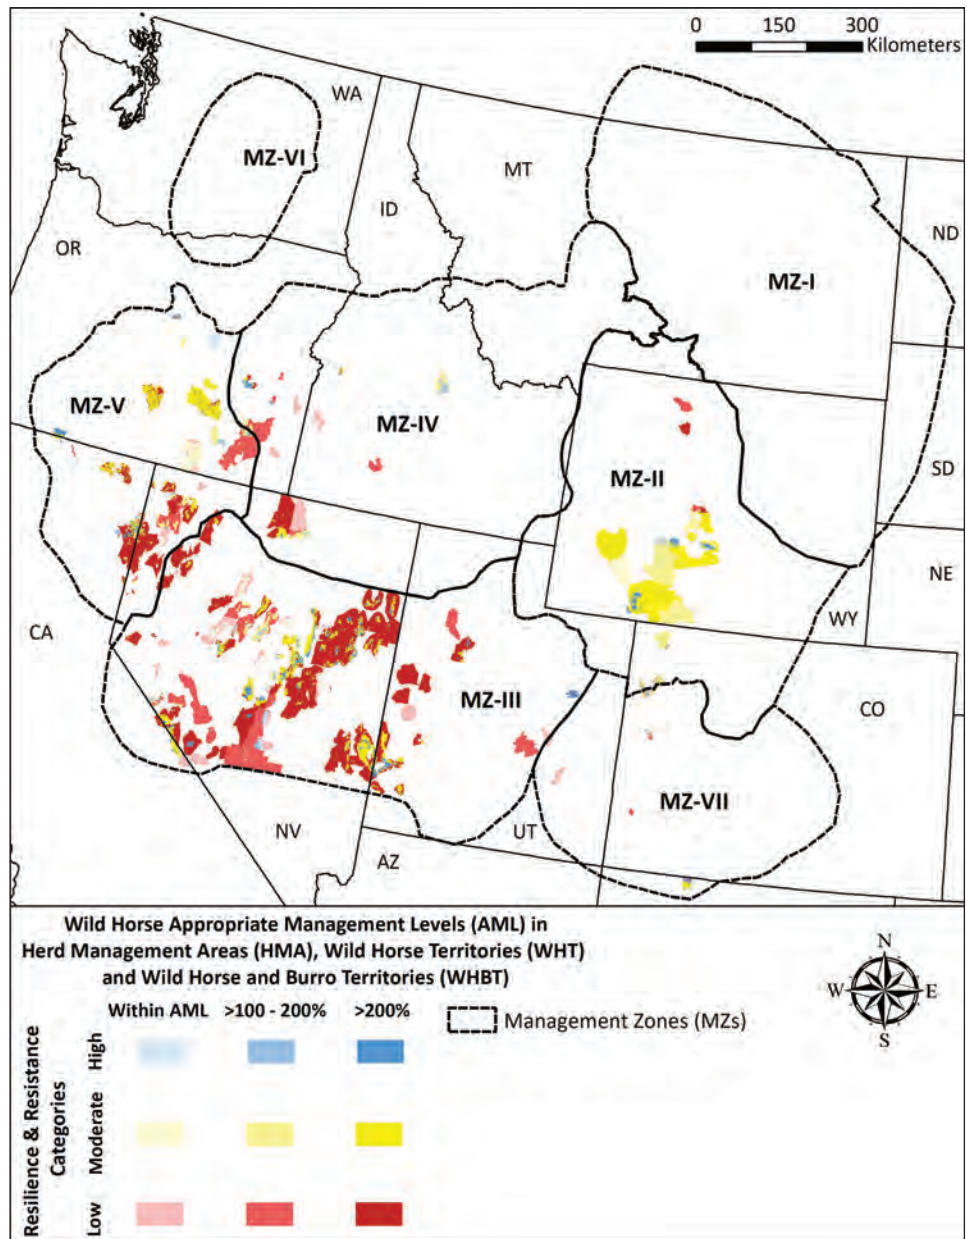 0 150 300
Kilometers
WA
MZ-VI
MT
ID
ND
OR
MZ-I
MZ-V
MZ-IV
SD
MZ-II
NE
CA
WY
MZ-III
CO
MZ-VII
NV
UT
AZ
Wild Horse Appropriate Management Levels (AML) in
Herd Management Areas (HMA), Wild Horse Territories (WHT)
and Wild Horse and Burro Territories (WHBT)
Within AML >100 - 200% >200%
Management Zones (MZs)
Resilience & Resistance
Categories
High
Moderate
Low
N
W E
S